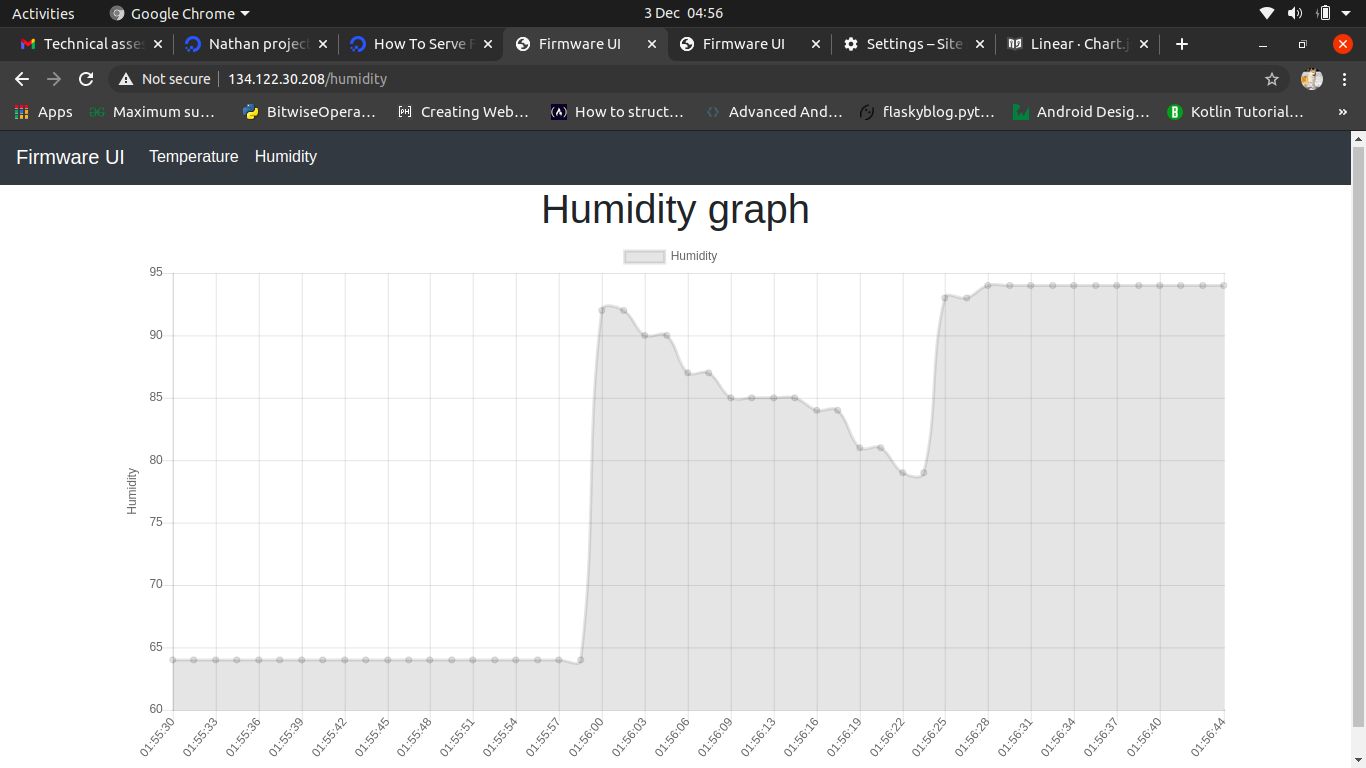 Activities Google Chrome 3 Dec 04:56
Technical asse Nathan projec How To Serve F Firmware UI Firmware UI Settings – Site Linear · Chart.j
Not secure 134.122.30.208/humidity
Apps Maximum su... BitwiseOpera... Creating Web... How to struct... Advanced And... flaskyblog.pyt... Android Desig... Kotlin Tutorial... »
Firmware UI Temperature Humidity
Humidity graph
Humidity
95
90
85
80
75
70
65
60
Humidity
01:55:30 01:55:33 01:55:36 01:55:39 01:55:42 01:55:45 01:55:48 01:55:51 01:55:54 01:55:57 01:56:00 01:56:03 01:56:06 01:56:09 01:56:13 01:56:16 01:56:19 01:56:22 01:56:25 01:56:28 01:56:31 01:56:34 01:56:37 01:56:40 01:56:44